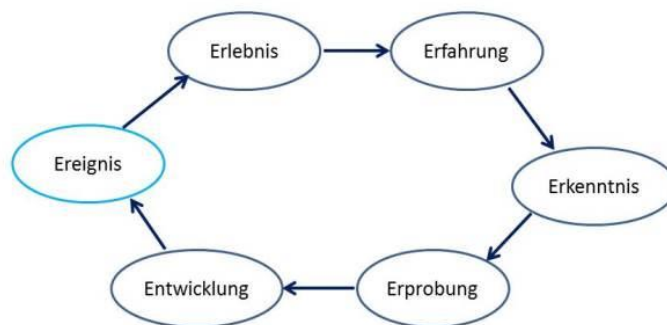 Erlebnis
Erfahrung
Ereignis
Erkenntnis
Entwicklung
Erprobung